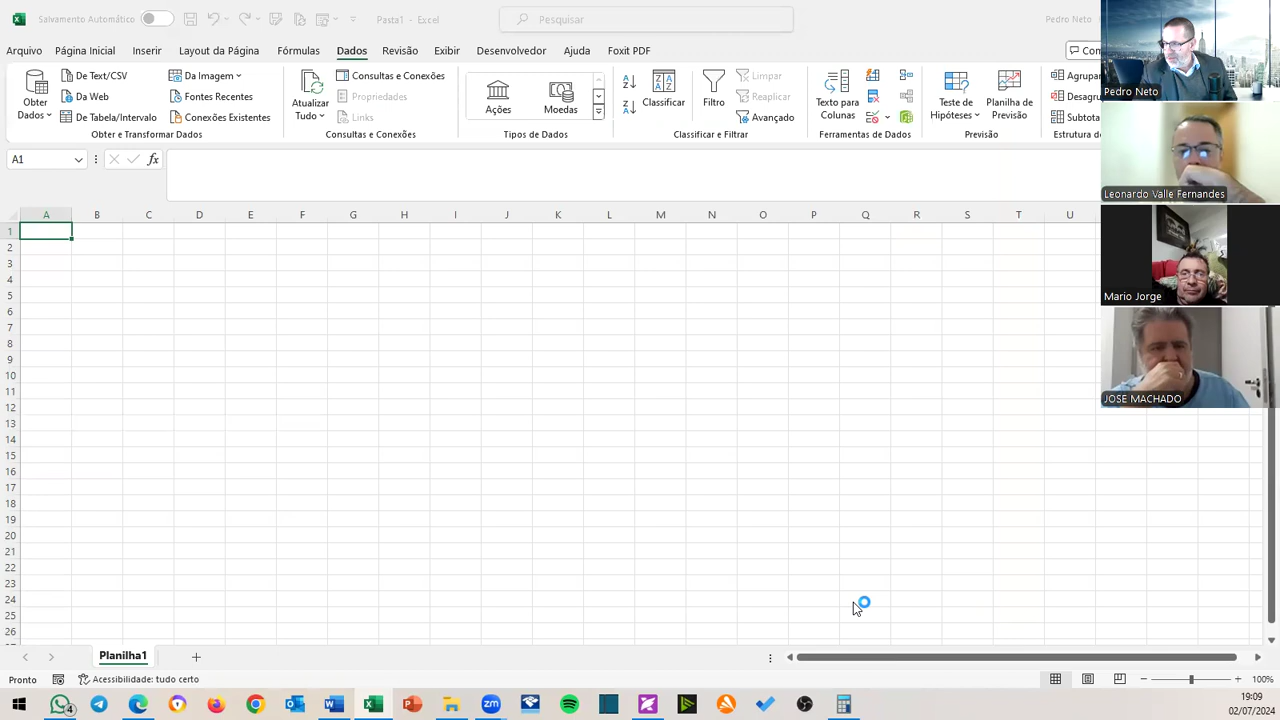 Salvamento Automático
Pasta1 - Excel
Pesquisar
Pedro Neto
Arquivo Página Inicial Inserir Layout da Página Fórmulas Dados Revisão Exibir Desenvolvedor Ajuda Foxit PDF
Obter Dados
De Text/CSV
Da Web
De Tabela/Intervalo
Da Imagem
Fontes Recentes
Conexões Existentes
Obter e Transformar Dados
Atualizar Tudo
Consultas e Conexões
Propriedades
Links
Consultas e Conexões
Ações
Moedas
Tipos de Dados
Classificar
Filtro
Limpar
Reaplicar
Avançado
Classificar e Filtrar
Texto para Colunas
Ferramentas de Dados
Teste de Hipóteses
Planilha de Previsão
Previsão
A1
fx
A B C D E F G H I J K L M N O P Q R S T U
1
2
3
4
5
6
7
8
9
10
11
12
13
14
15
16
17
18
19
20
21
22
23
24
25
26
Pedro Neto
Leonardo Valle Fernandes
Mario Jorge
JOSE MACHADO
Planilha1
Pronto
Acessibilidade: tudo certo
100%
4
19:09
02/07/2024